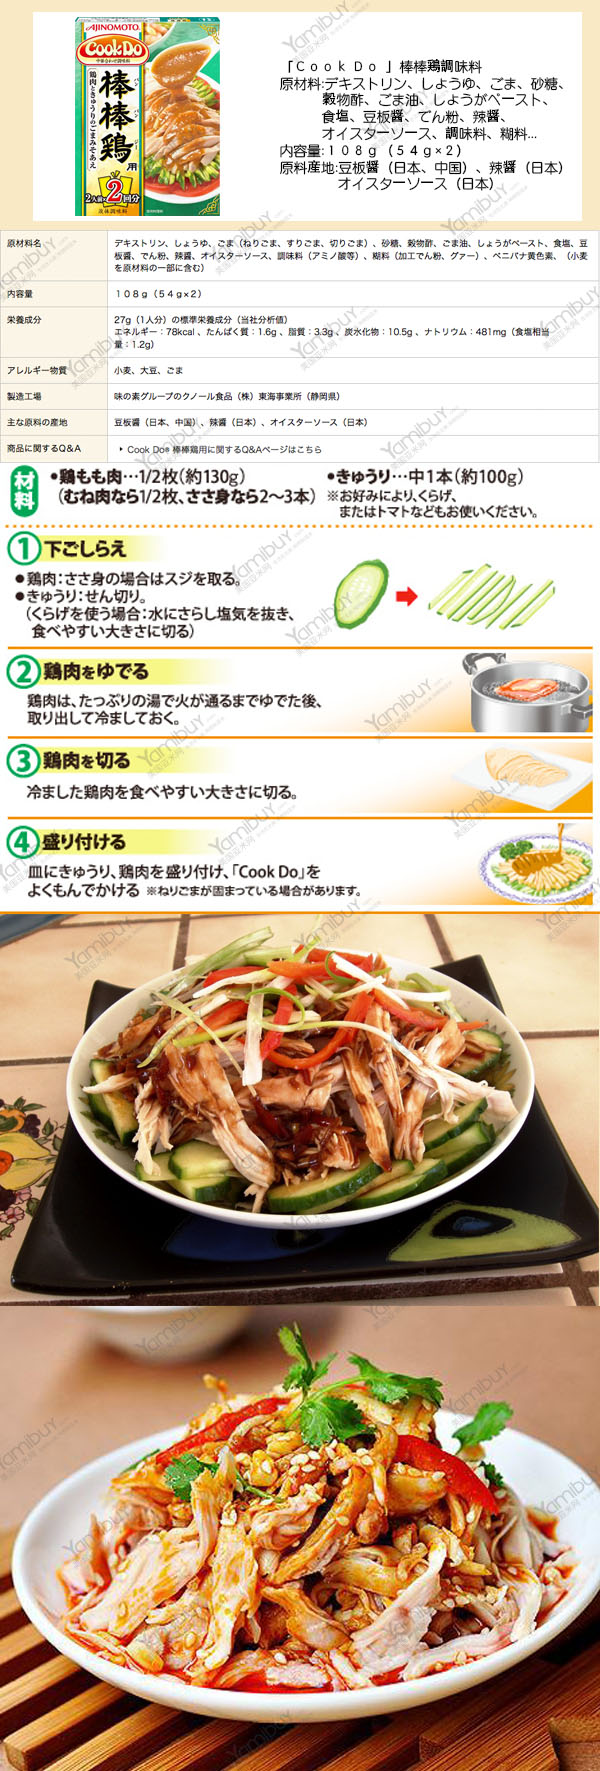 AJINOMOTO
Cook Do
中華合わせ調味料
棒棒鶏用
バンバンジー
鶏肉ときゅうりのごまみそあえ
2人前×2回分
液体調味料
「Ｃｏｏｋ Ｄｏ 」棒棒鶏調味料
原材料:デキストリン、しょうゆ、ごま、砂糖、
穀物酢、ごま油、しょうがペースト、
食塩、豆板醤、でん粉、辣醤、
オイスターソース、調味料、糊料...
内容量:１０８ｇ（５４ｇ×２）
原料産地:豆板醤（日本、中国）、辣醤（日本）
オイスターソース（日本）
原材料名
デキストリン、しょうゆ、ごま（ねりごま、すりごま、切りごま）、砂糖、穀物酢、ごま油、しょうがペースト、食塩、豆
板醤、でん粉、辣醤、オイスターソース、調味料（アミノ酸等）、糊料（加工でん粉、グァー）、ベニバナ黄色素、（小麦
を原材料の一部に含む）
内容量
１０８ｇ（５４ｇ×２）
栄養成分
27g（1人分）の標準栄養成分（当社分析値）
エネルギー：78kcal 、たんぱく質：1.6g 、脂質：3.3g 、炭水化物：10.5g 、ナトリウム：481mg（食塩相当
量：1.2g）
アレルギー物質
小麦、大豆、ごま
製造工場
味の素グループのクノール食品（株）東海事業所（静岡県）
主な原料の産地
豆板醤（日本、中国）、辣醤（日本）、オイスターソース（日本）
商品に関するQ＆A
Cook Do® 棒棒鶏用に関するQ&Aページはこちら
材料
●鶏もも肉…1/2枚（約130g）
（むね肉なら1/2枚、ささ身なら2～3本）
●きゅうり…中1本（約100g）
※お好みにより、くらげ、
またはトマトなどもお使いください。
① 下ごしらえ
●鶏肉：ささ身の場合はスジを取る。
●きゅうり：せん切り。
（くらげを使う場合：水にさらし塩気を抜き、
食べやすい大きさに切る）
② 鶏肉をゆでる
鶏肉は、たっぷりの湯で火が通るまでゆでた後、
取り出して冷ましておく。
③ 鶏肉を切る
冷ました鶏肉を食べやすい大きさに切る。
④ 盛り付ける
皿にきゅうり、鶏肉を盛り付け、「Cook Do」を
よくもんでかける ※ねりごまが固まっている場合があります。
Yamibuy
美国亚米网